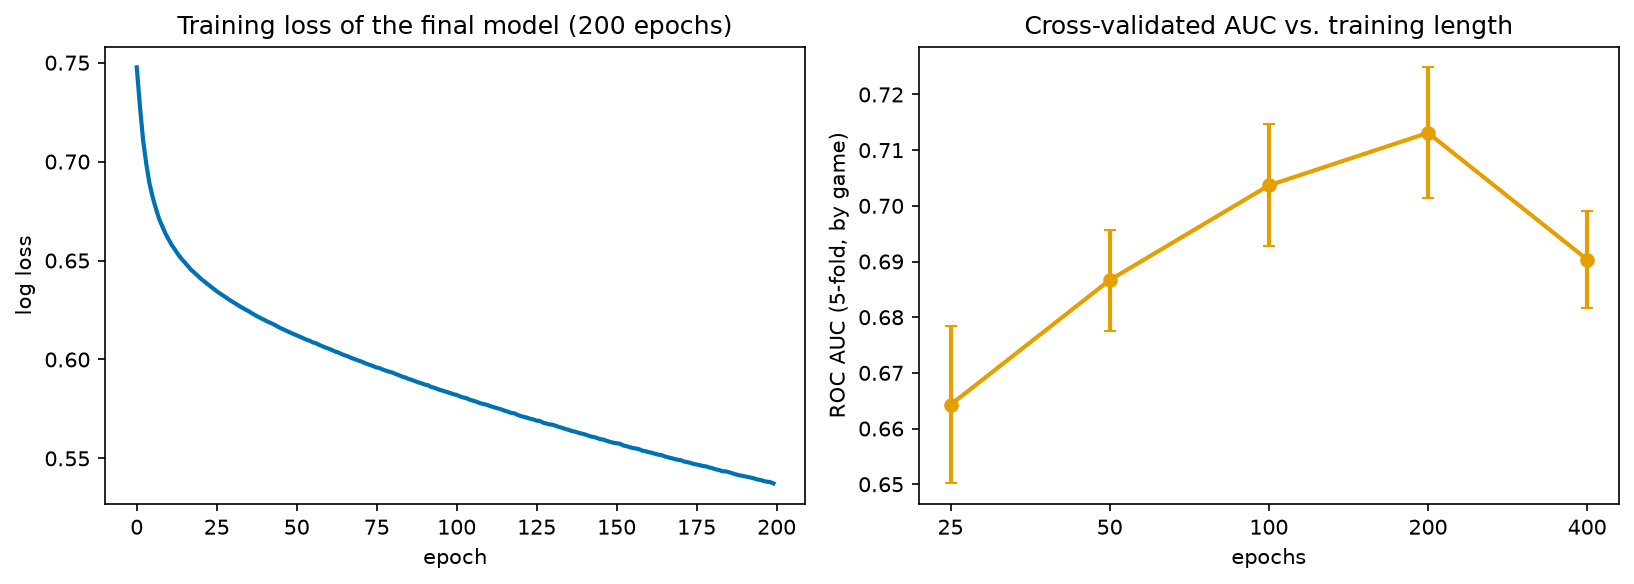 Training loss of the final model (200 epochs)
log loss
0.75
0.70
0.65
0.60
0.55
0 25 50 75 100 125 150 175 200
epoch
Cross-validated AUC vs. training length
ROC AUC (5-fold, by game)
0.72
0.71
0.70
0.69
0.68
0.67
0.66
0.65
25 50 100 200 400
epochs